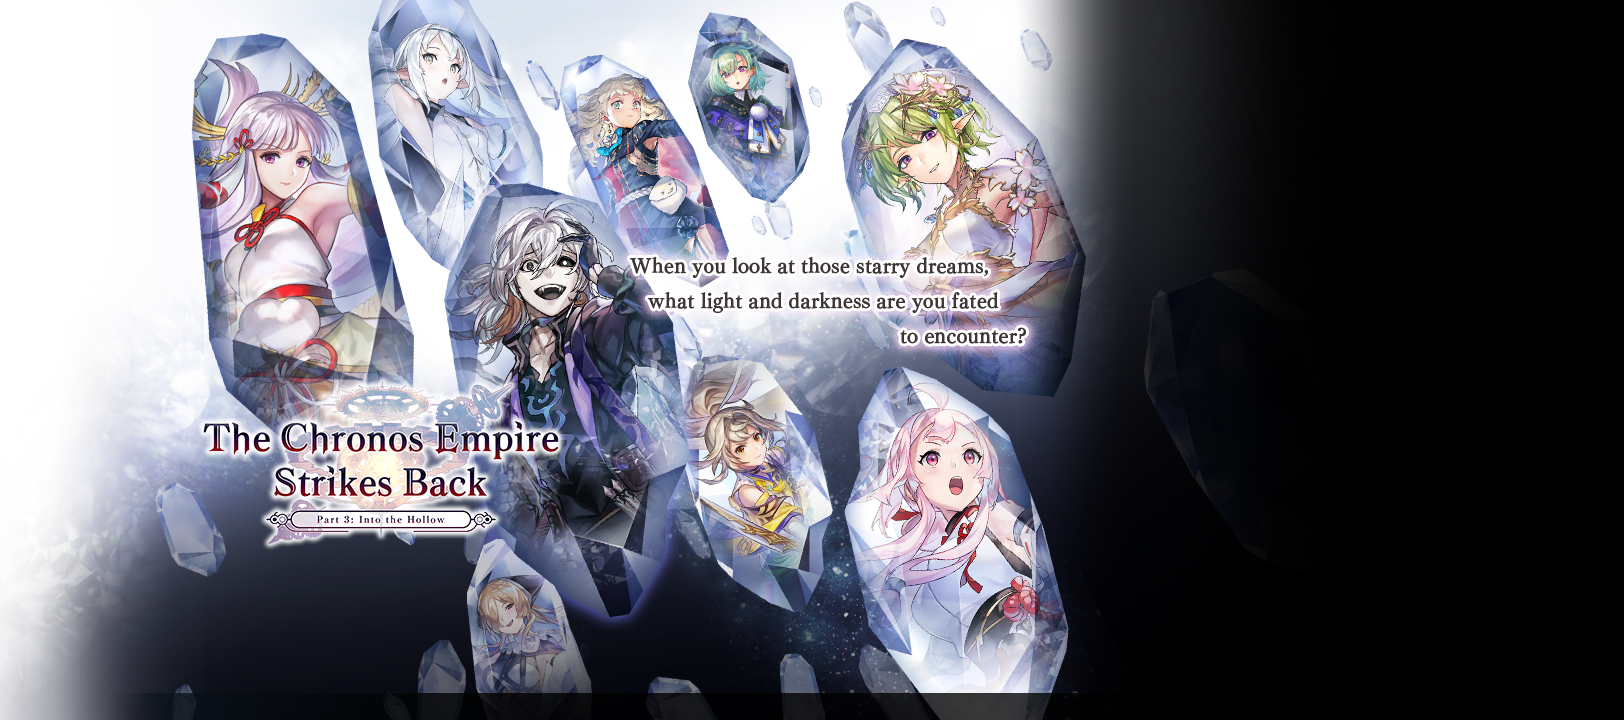 When you look at those starry dreams,
what light and darkness are you fated
to encounter?
The Chronos Empire
Strikes Back
Part 3: Into the Hollow